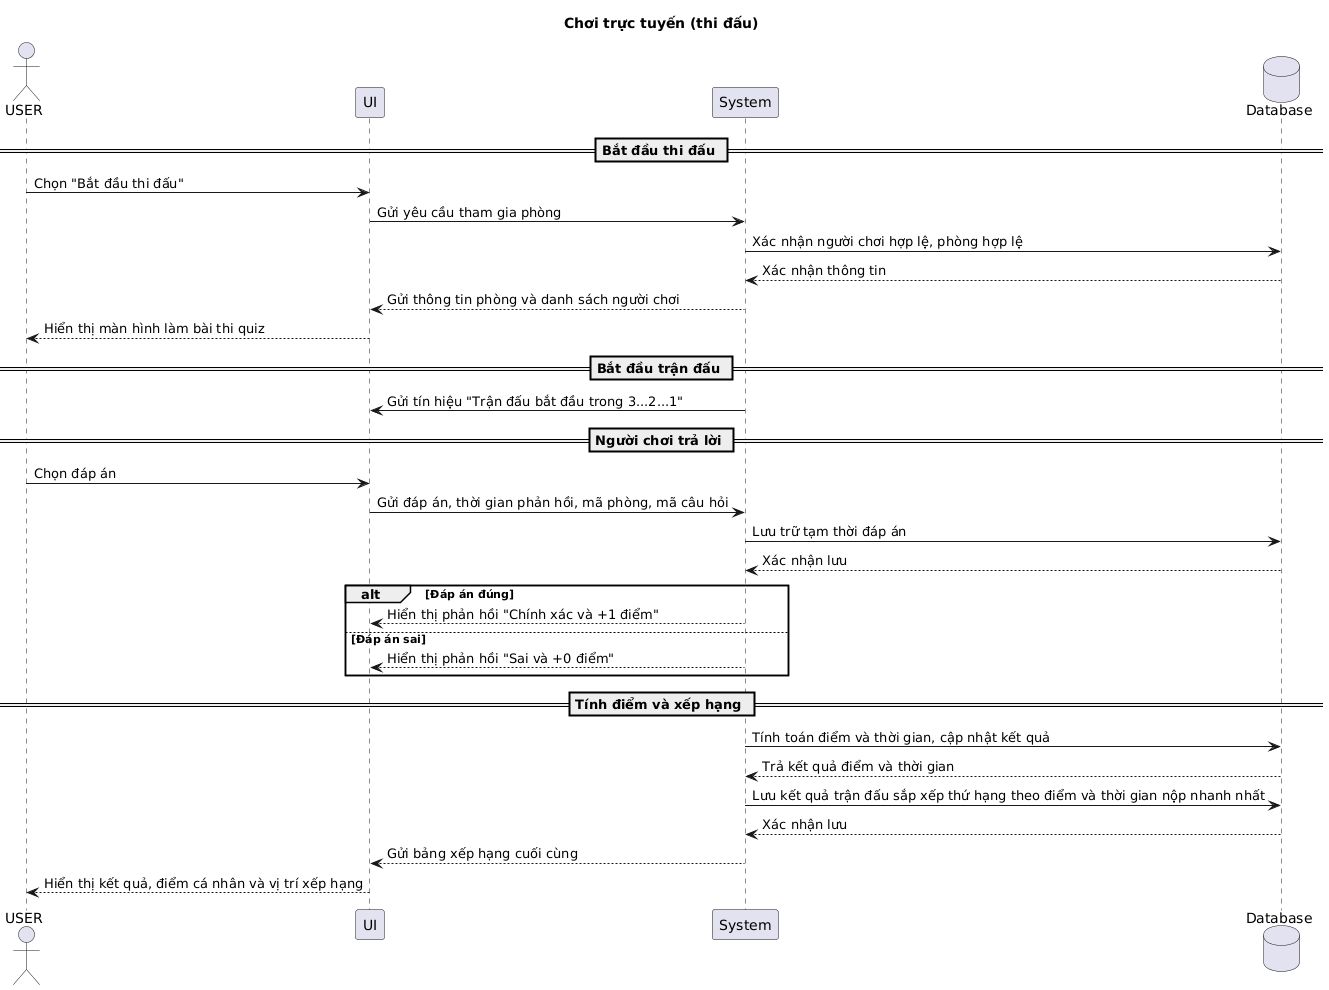 Chơi trực tuyến (thi đấu)
USER
UI
System
Database
Bắt đầu thi đấu
Chọn "Bắt đầu thi đấu"
Gửi yêu cầu tham gia phòng
Xác nhận người chơi hợp lệ, phòng hợp lệ
Xác nhận thông tin
Gửi thông tin phòng và danh sách người chơi
Hiển thị màn hình làm bài thi quiz
Bắt đầu trận đấu
Gửi tín hiệu "Trận đấu bắt đầu trong 3...2...1"
Người chơi trả lời
Chọn đáp án
Gửi đáp án, thời gian phản hồi, mã phòng, mã câu hỏi
Lưu trữ tạm thời đáp án
Xác nhận lưu
alt [Đáp án đúng]
Hiển thị phản hồi "Chính xác và +1 điểm"
[Đáp án sai]
Hiển thị phản hồi "Sai và +0 điểm"
Tính điểm và xếp hạng
Tính toán điểm và thời gian, cập nhật kết quả
Trả kết quả điểm và thời gian
Lưu kết quả trận đấu sắp xếp thứ hạng theo điểm và thời gian nộp nhanh nhất
Xác nhận lưu
Gửi bảng xếp hạng cuối cùng
Hiển thị kết quả, điểm cá nhân và vị trí xếp hạng
USER
UI
System
Database